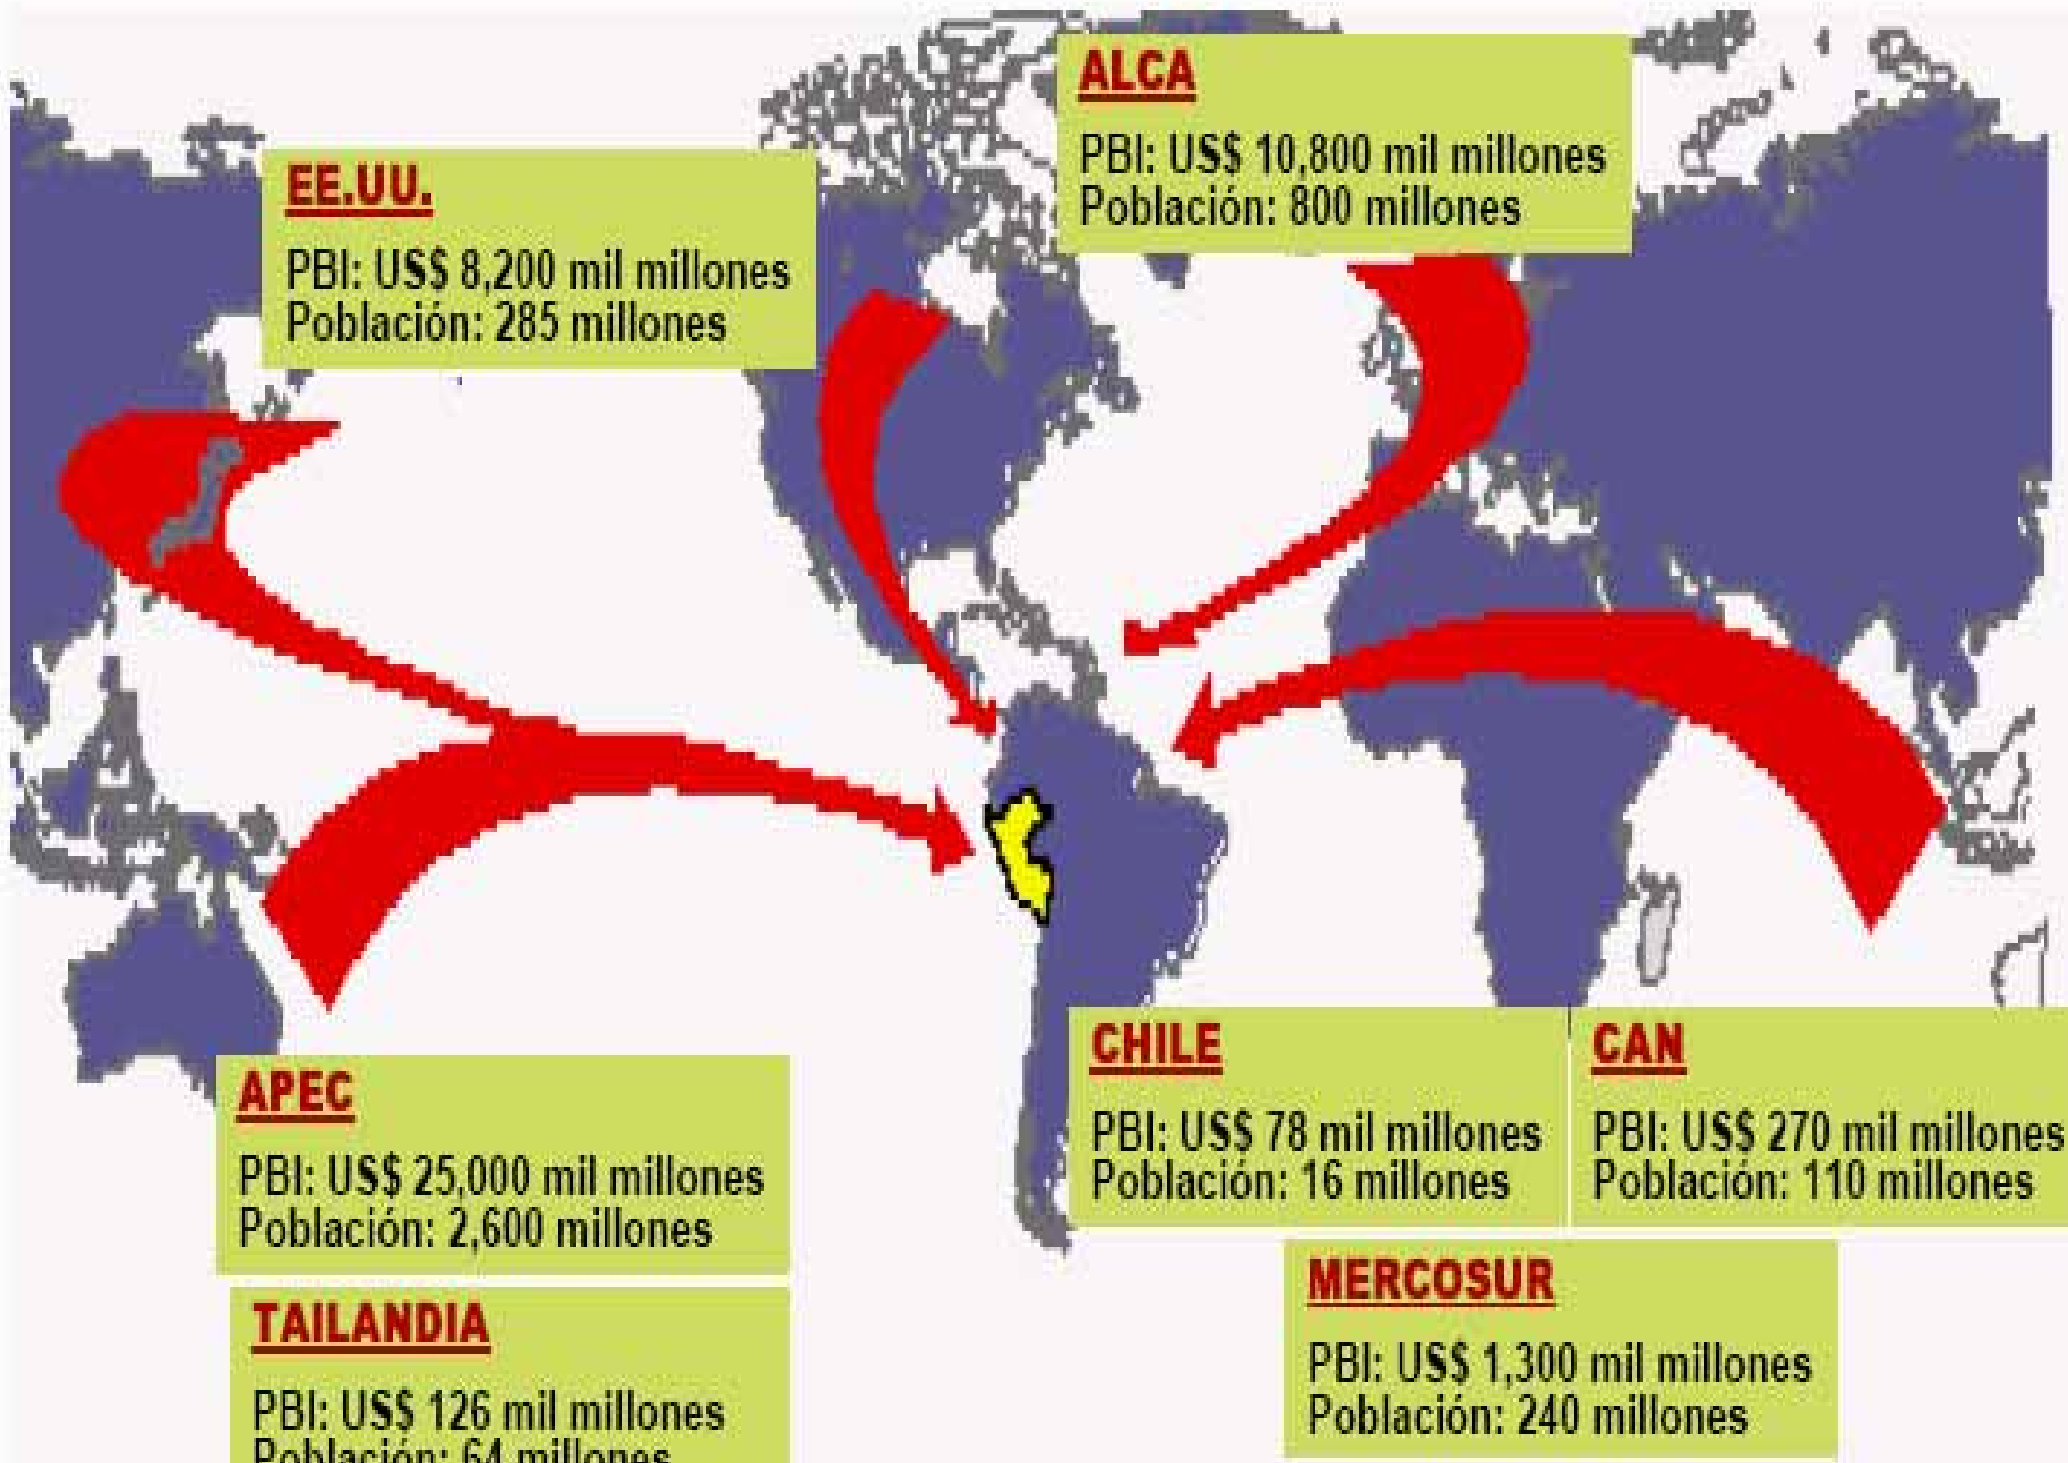 ALCA
PBI: US$ 10,800 mil millones
Población: 800 millones
EE.UU.
PBI: US$ 8,200 mil millones
Población: 285 millones
APEC
PBI: US$ 25,000 mil millones
Población: 2,600 millones
CHILE
PBI: US$ 78 mil millones
Población: 16 millones
CAN
PBI: US$ 270 mil millones
Población: 110 millones
TAILANDIA
PBI: US$ 126 mil millones
Población: 64 millones
MERCOSUR
PBI: US$ 1,300 mil millones
Población: 240 millones